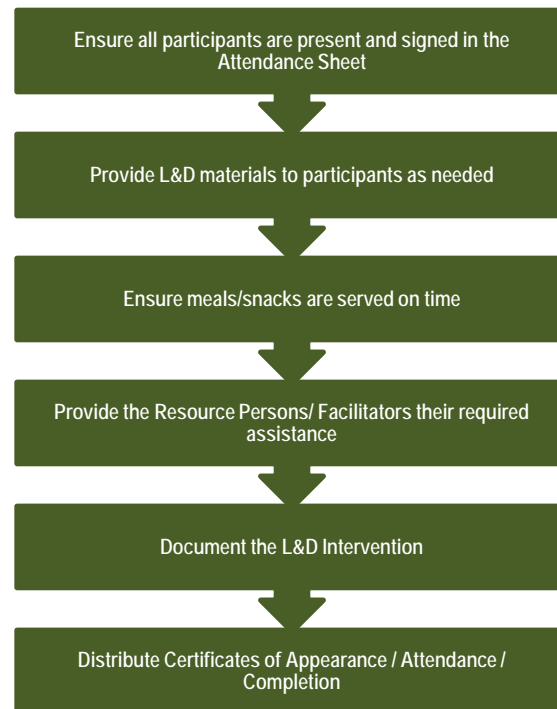 Ensure all participants are present and signed in the
Attendance Sheet
Provide L&D materials to participants as needed
Ensure meals/snacks are served on time
Provide the Resource Persons/ Facilitators their required
assistance
Document the L&D Intervention
Distribute Certificates of Appearance / Attendance /
Completion